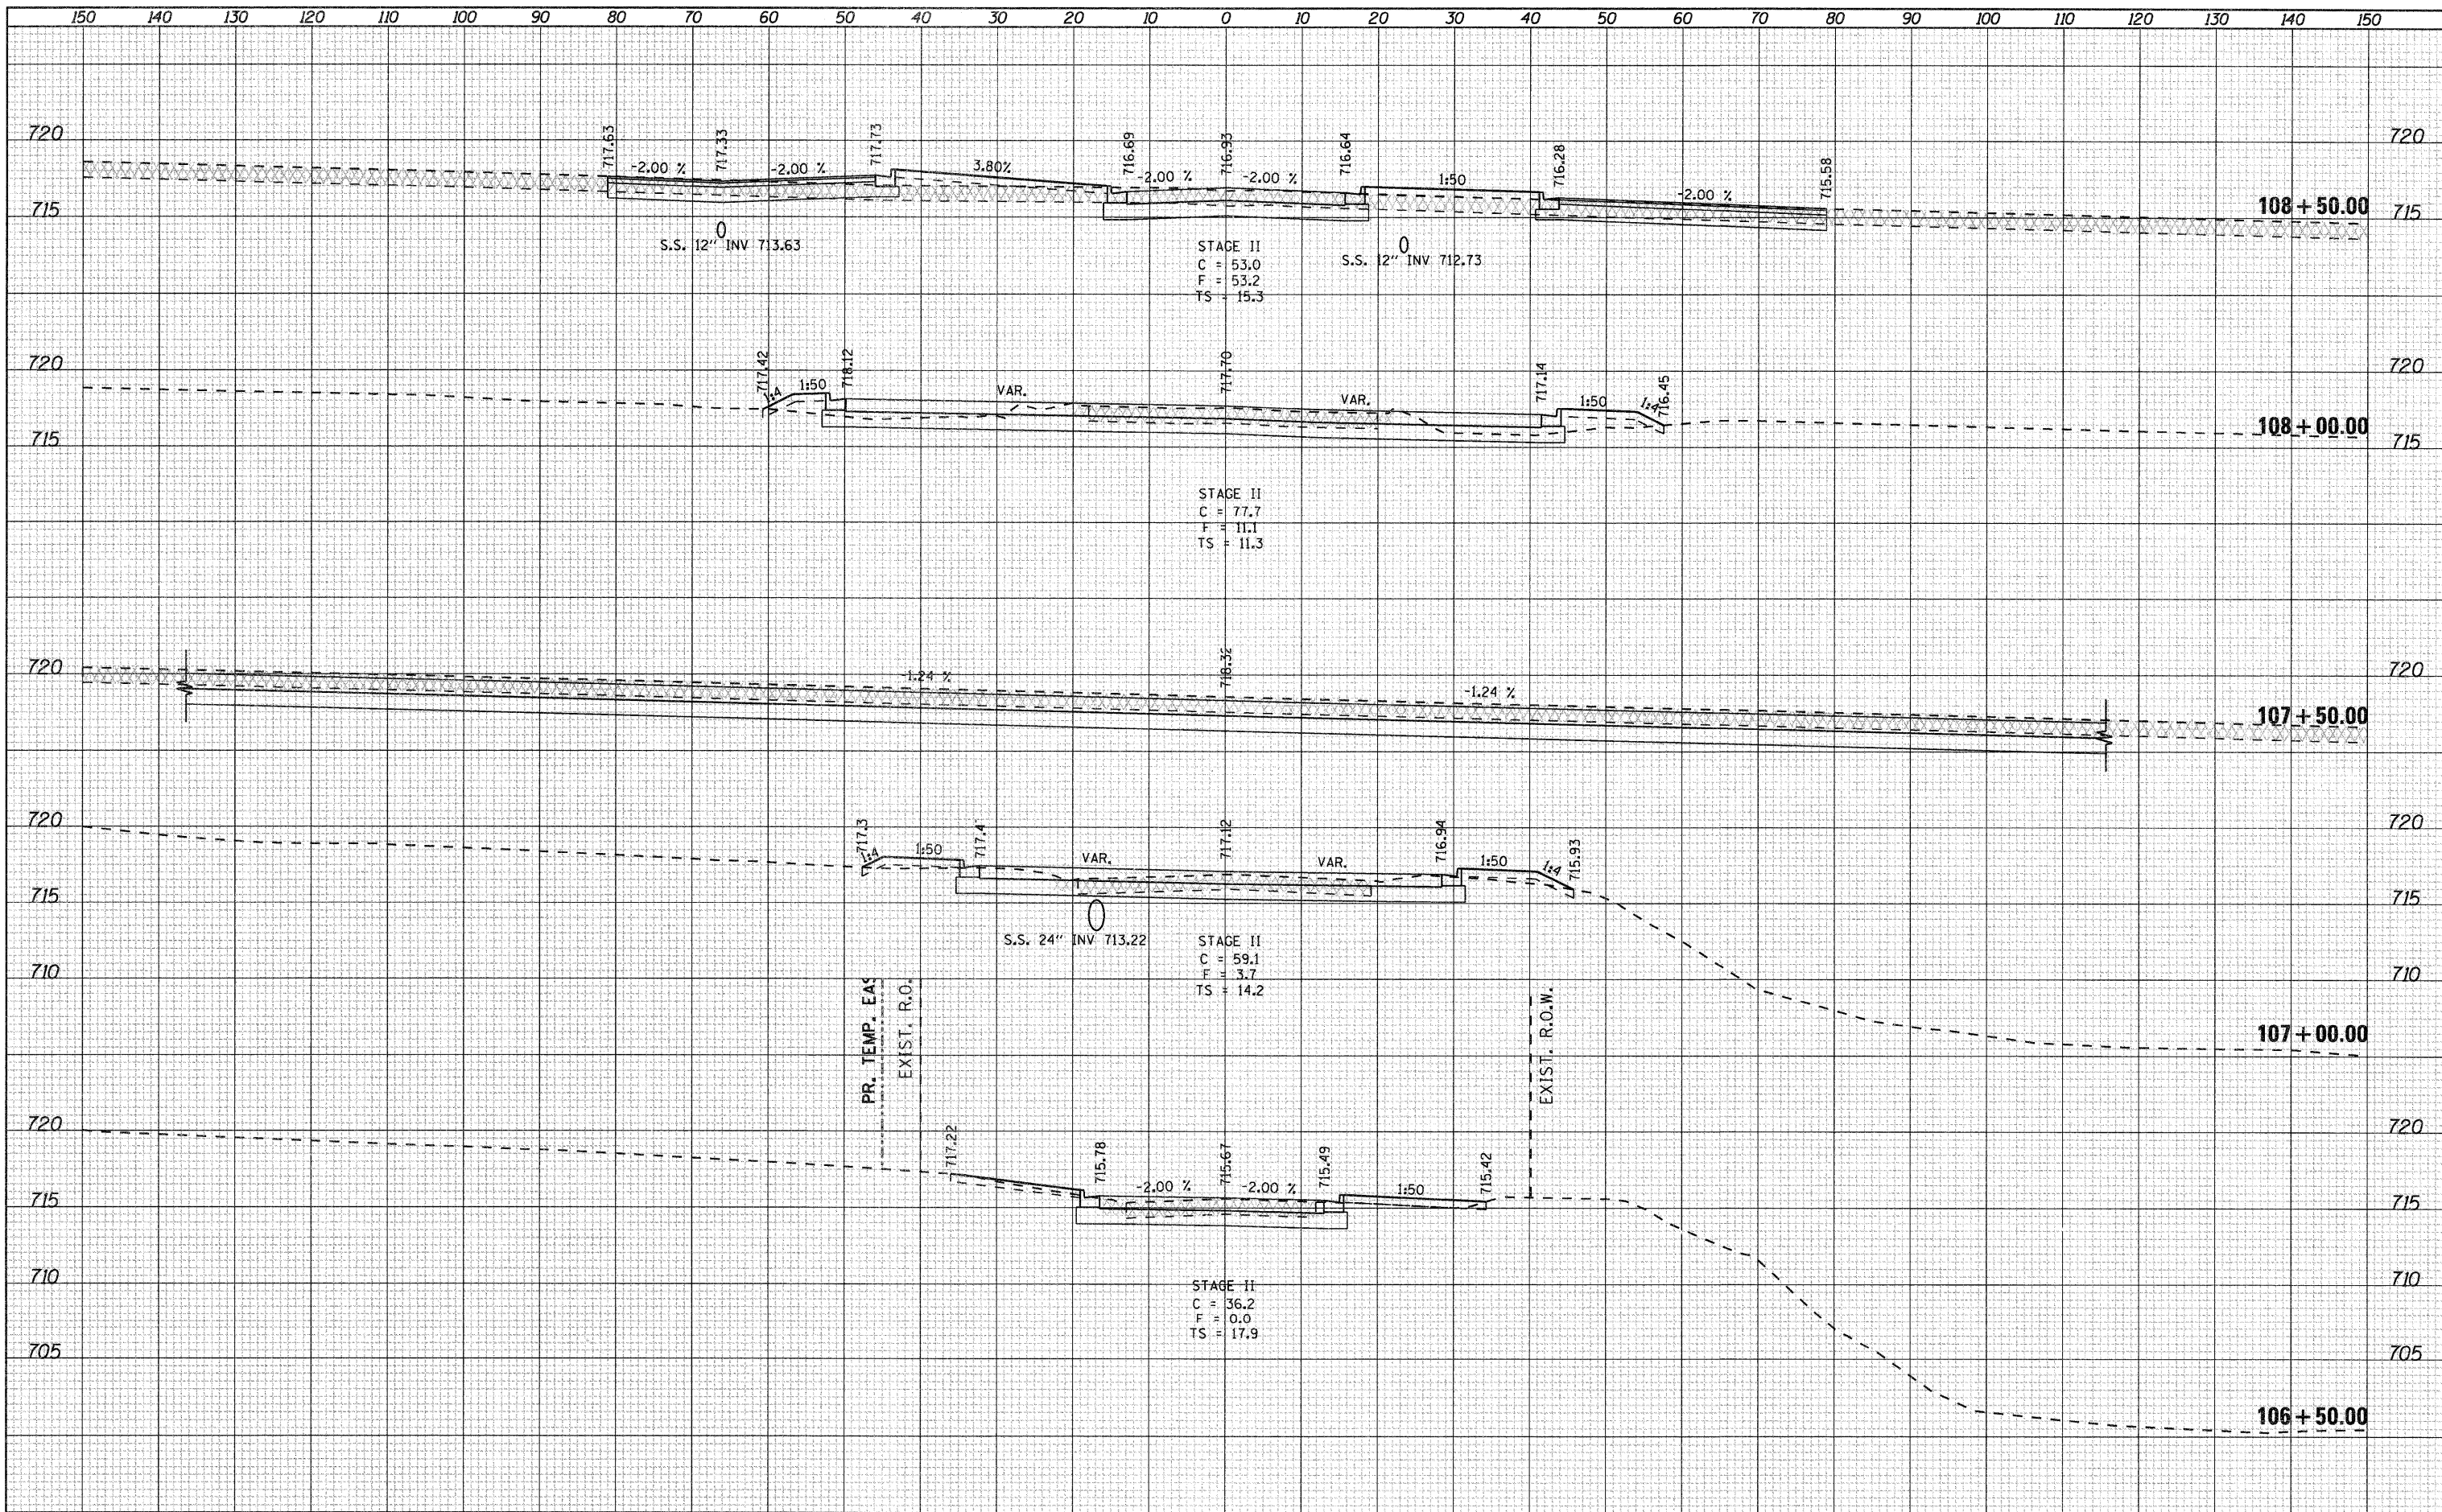 150 140 130 120 110 100 90 80 70 60 50 40 30 20 10 0 10 20 30 40 50 60 70 80 90 100 110 120 130 140 150
720 717.63 717.33 717.73 716.69 716.93 716.64 716.28 715.58 720
-2.00 % -2.00 % 3.80% -2.00 % -2.00 % 1:50 -2.00 %
715 108+50.00 715
S.S. 12" INV 713.63
S.S. 12" INV 712.73
STAGE II
C = 53.0
F = 53.2
TS = 15.3
720 717.42 718.12 717.70 717.14 716.45 720
1:4 1:50 VAR. VAR. 1:50 1:4
715 108+00.00 715
STAGE II
C = 77.7
F = 11.1
TS = 11.3
720 718.32 720
-1.24 % -1.24 %
107+50.00
720 717.3 717.4 717.12 716.94 715.93 720
1:4 1:50 VAR. VAR. 1:50 1:4
715 715
S.S. 24" INV 713.22
STAGE II
C = 59.1
F = 3.7
TS = 14.2
710 710
PR. TEMP. EAS
EXIST. R.O.
EXIST. R.O.W.
107+00.00
720 717.22 715.78 715.67 715.49 715.42 720
-2.00 % -2.00 % 1:50
715 715
710 710
STAGE II
C = 36.2
F = 0.0
TS = 17.9
705 705
106+50.00